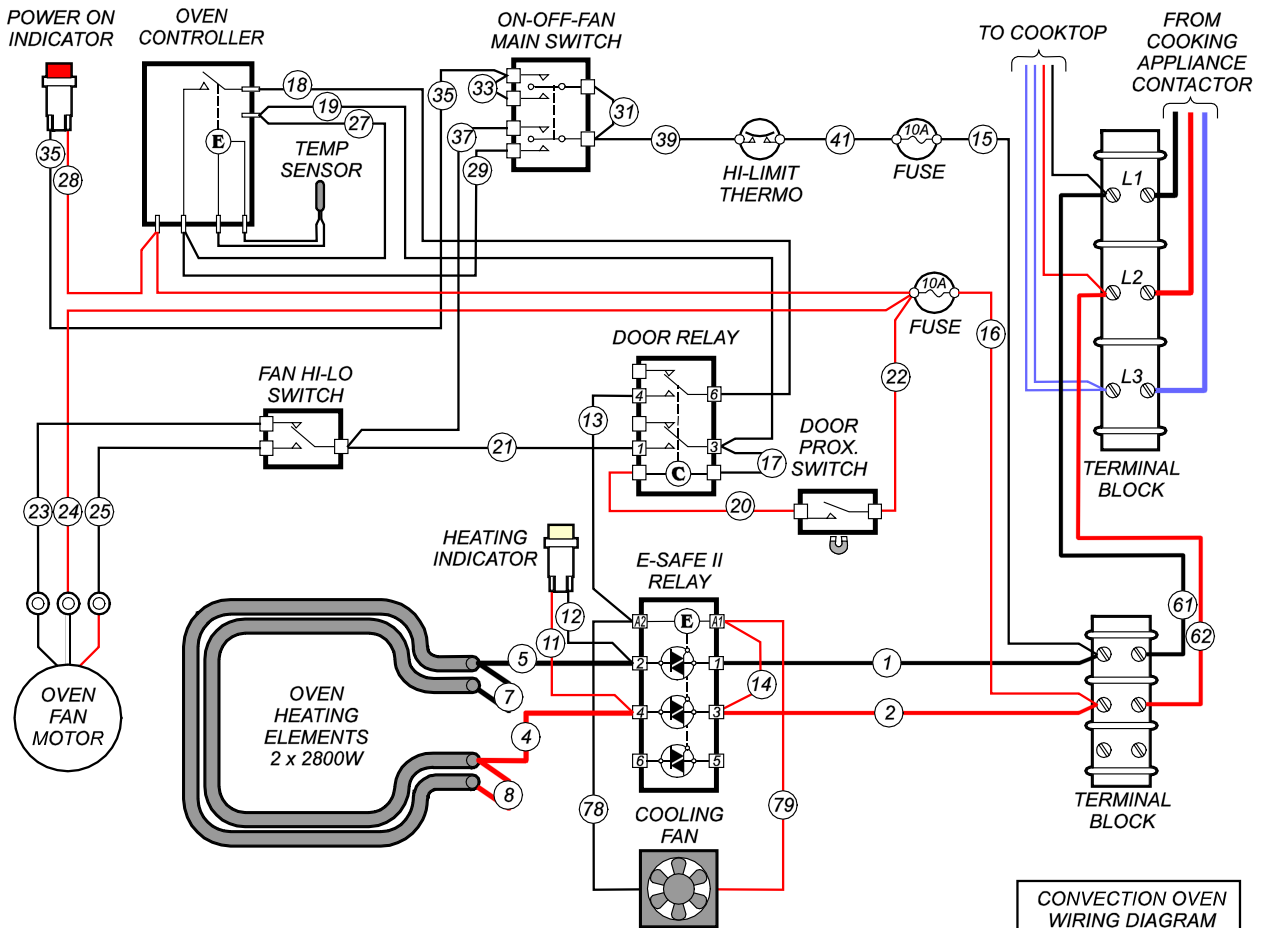 POWER ON
INDICATOR
OVEN
CONTROLLER
ON-OFF-FAN
MAIN SWITCH
TO COOKTOP
FROM
COOKING
APPLIANCE
CONTACTOR
18
19
27
35
33
31
37
29
39
41
10A
15
35
28
E
TEMP
SENSOR
HI-LIMIT
THERMO
FUSE
L1
L2
L3
10A
FUSE
16
22
DOOR RELAY
4
6
1
3
C
13
17
FAN HI-LO
SWITCH
21
DOOR
PROX.
SWITCH
20
TERMINAL
BLOCK
23
24
25
HEATING
INDICATOR
E-SAFE II
RELAY
12
11
A2
E
A1
2
1
4
3
6
5
5
7
1
14
2
4
8
61
62
OVEN
FAN
MOTOR
OVEN
HEATING
ELEMENTS
2 x 2800W
78
79
COOLING
FAN
TERMINAL
BLOCK
CONVECTION OVEN
WIRING DIAGRAM